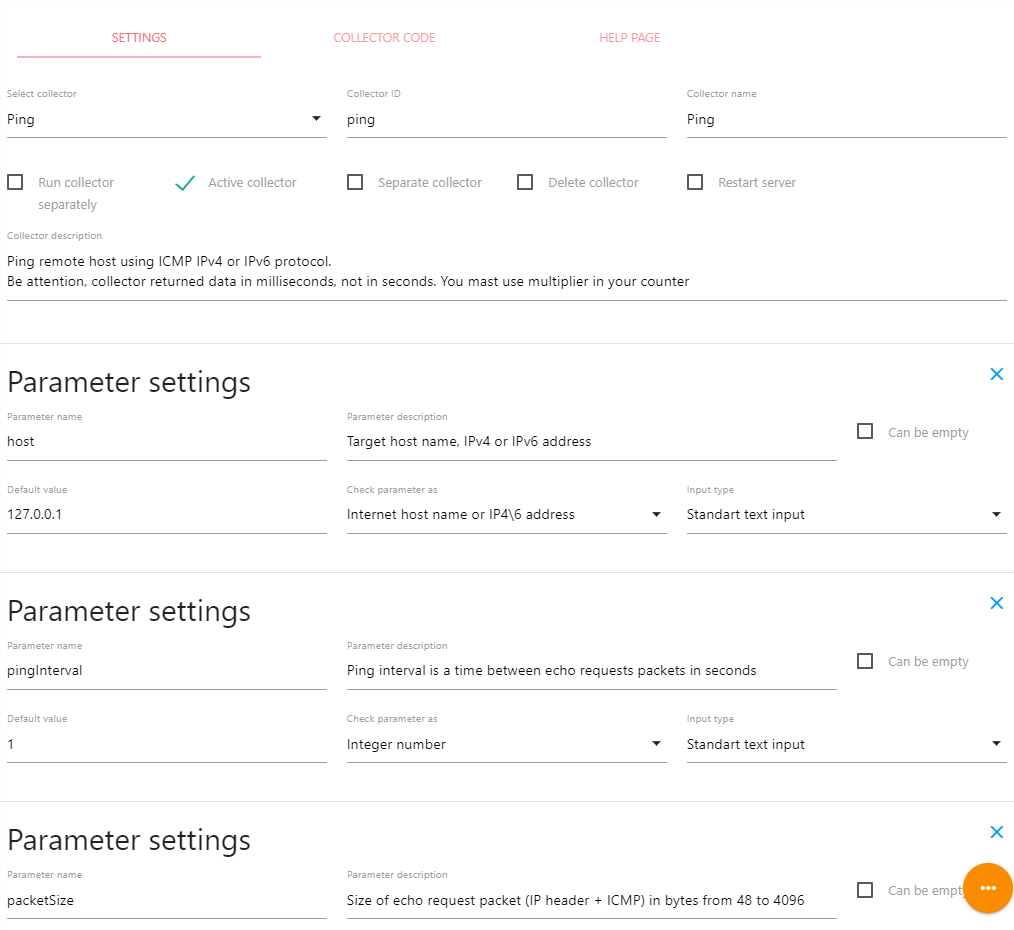 SETTINGS COLLECTOR CODE HELP PAGE
Select collector Collector ID Collector name
Ping ping Ping
Run collector separately Active collector Separate collector Delete collector Restart server
Collector description
Ping remote host using ICMP IPv4 or IPv6 protocol.
Be attention, collector returned data in milliseconds, not in seconds. You mast use multiplier in your counter
Parameter settings
Parameter name Parameter description
host Target host name, IPv4 or IPv6 address Can be empty
Default value Check parameter as Input type
127.0.0.1 Internet host name or IP4\6 address Standart text input
Parameter settings
Parameter name Parameter description
pingInterval Ping interval is a time between echo requests packets in seconds Can be empty
Default value Check parameter as Input type
1 Integer number Standart text input
Parameter settings
Parameter name Parameter description
packetSize Size of echo request packet (IP header + ICMP) in bytes from 48 to 4096 Can be empty